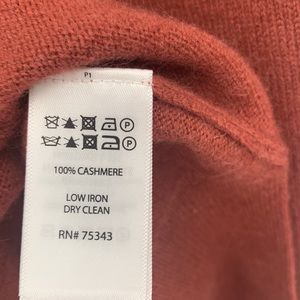 P1
100% CASHMERE
LOW IRON
DRY CLEAN
RN# 75343